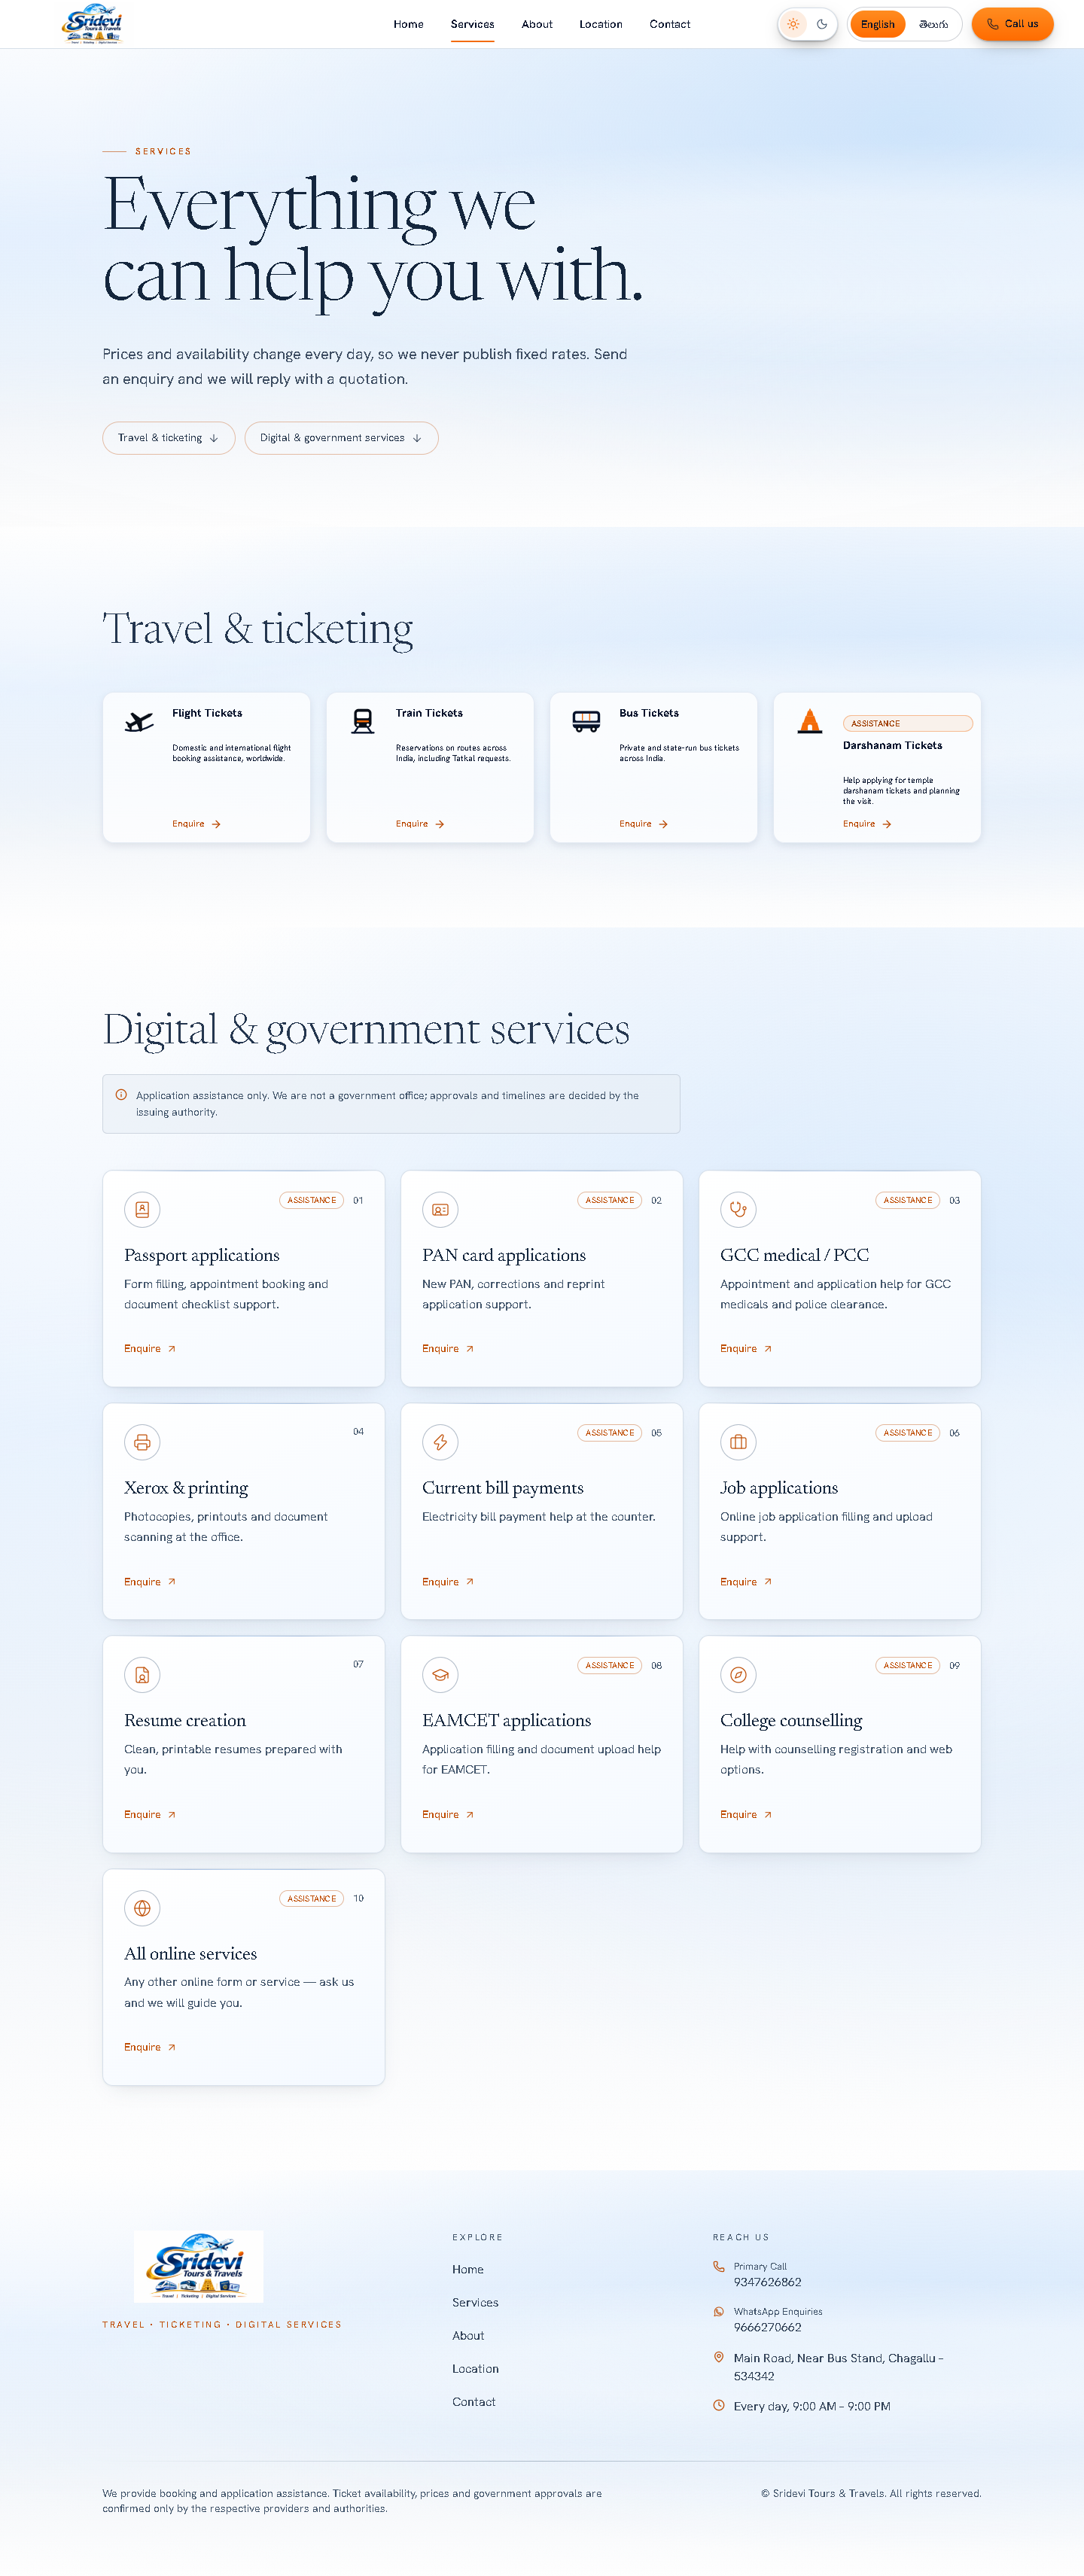 Sridevi
Tours & Travels
Home
Services
About
Location
Contact
English
తెలుగు
Call us
SERVICES
Everything we
can help you with.
Prices and availability change every day, so we never publish fixed rates. Send
an enquiry and we will reply with a quotation.
Travel & ticketing
Digital & government services
Travel & ticketing
Flight Tickets
Domestic and international flight
booking assistance, worldwide.
Enquire
Train Tickets
Reservations on routes across
India, including Tatkal requests.
Enquire
Bus Tickets
Private and state-run bus tickets
across India.
Enquire
ASSISTANCE
Darshanam Tickets
Help applying for temple
darshanam tickets and planning
the visit.
Enquire
Digital & government services
Application assistance only. We are not a government office; approvals and timelines are decided by the
issuing authority.
ASSISTANCE 01
Passport applications
Form filling, appointment booking and
document checklist support.
Enquire
ASSISTANCE 02
PAN card applications
New PAN, corrections and reprint
application support.
Enquire
ASSISTANCE 03
GCC medical / PCC
Appointment and application help for GCC
medicals and police clearance.
Enquire
04
Xerox & printing
Photocopies, printouts and document
scanning at the office.
Enquire
ASSISTANCE 05
Current bill payments
Electricity bill payment help at the counter.
Enquire
ASSISTANCE 06
Job applications
Online job application filling and upload
support.
Enquire
07
Resume creation
Clean, printable resumes prepared with
you.
Enquire
ASSISTANCE 08
EAMCET applications
Application filling and document upload help
for EAMCET.
Enquire
ASSISTANCE 09
College counselling
Help with counselling registration and web
options.
Enquire
ASSISTANCE 10
All online services
Any other online form or service — ask us
and we will guide you.
Enquire
Sridevi
Tours & Travels
Travel | Ticketing | Digital Services
TRAVEL • TICKETING • DIGITAL SERVICES
EXPLORE
Home
Services
About
Location
Contact
REACH US
Primary Call
9347626862
WhatsApp Enquiries
9666270662
Main Road, Near Bus Stand, Chagallu –
534342
Every day, 9:00 AM – 9:00 PM
We provide booking and application assistance. Ticket availability, prices and government approvals are
confirmed only by the respective providers and authorities.
© Sridevi Tours & Travels. All rights reserved.